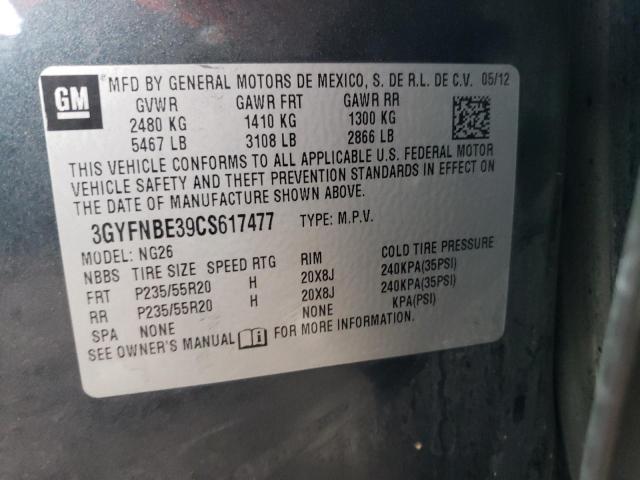 GM
MFD BY GENERAL MOTORS DE MEXICO, S. DE R.L. DE C.V. 05/12
GVWR GAWR FRT GAWR RR
2480 KG 1410 KG 1300 KG
5467 LB 3108 LB 2866 LB
THIS VEHICLE CONFORMS TO ALL APPLICABLE U.S. FEDERAL MOTOR
VEHICLE SAFETY AND THEFT PREVENTION STANDARDS IN EFFECT ON
THE DATE OF MANUFACTURE SHOWN ABOVE.
3GYFNBE39CS617477 TYPE: M.P.V.
MODEL: NG26
NBBS TIRE SIZE SPEED RTG RIM COLD TIRE PRESSURE
FRT P235/55R20 H 20X8J 240KPA(35PSI)
RR P235/55R20 H 20X8J 240KPA(35PSI)
SPA NONE NONE KPA(PSI)
SEE OWNER'S MANUAL i FOR MORE INFORMATION.